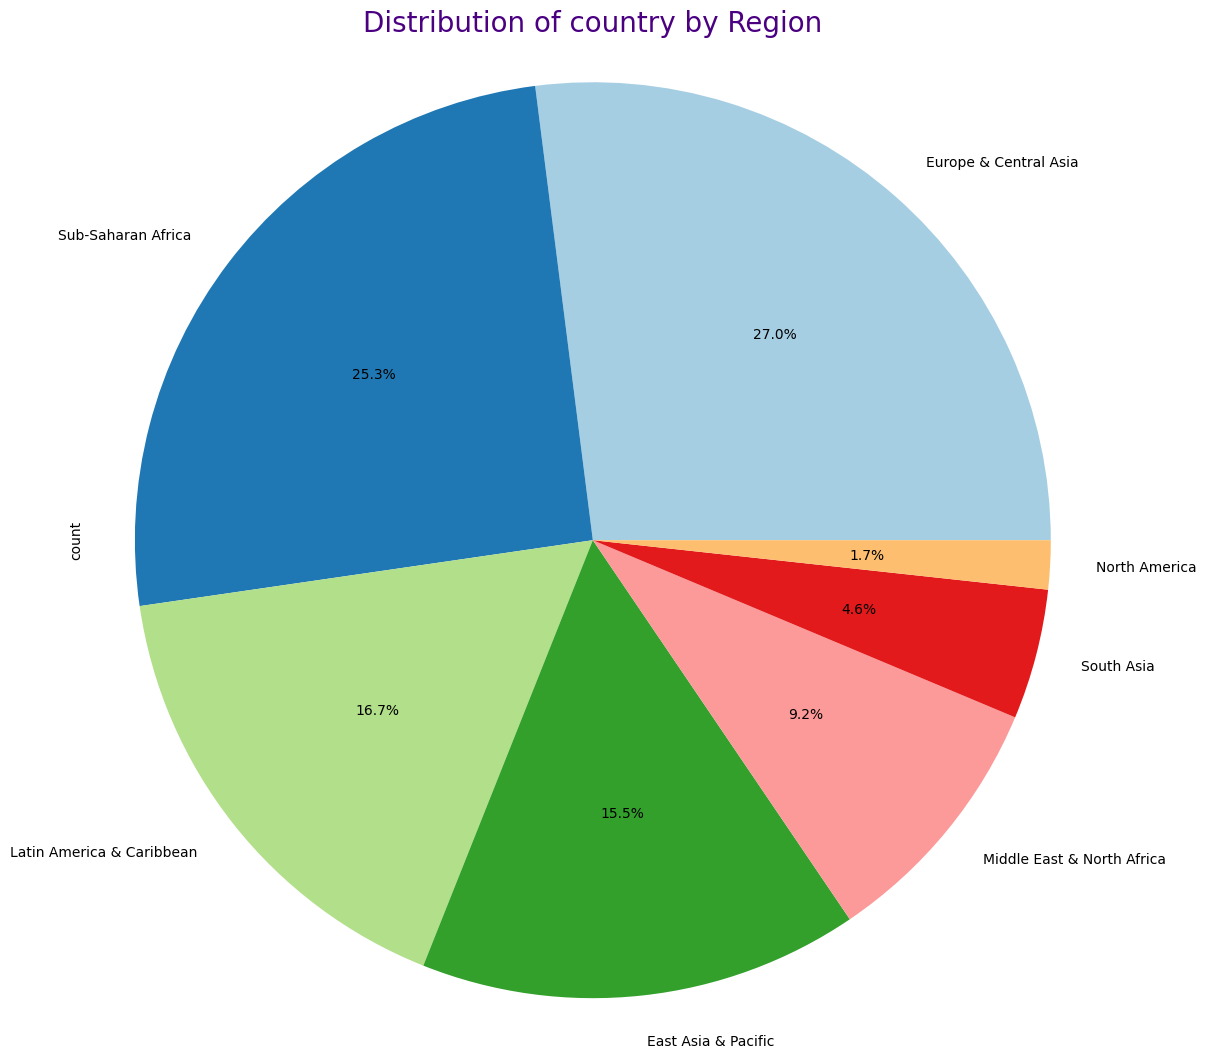 Distribution of country by Region
Europe & Central Asia
Sub-Saharan Africa
27.0%
25.3%
count
1.7%
North America
4.6%
South Asia
16.7%
9.2%
15.5%
Latin America & Caribbean
Middle East & North Africa
East Asia & Pacific